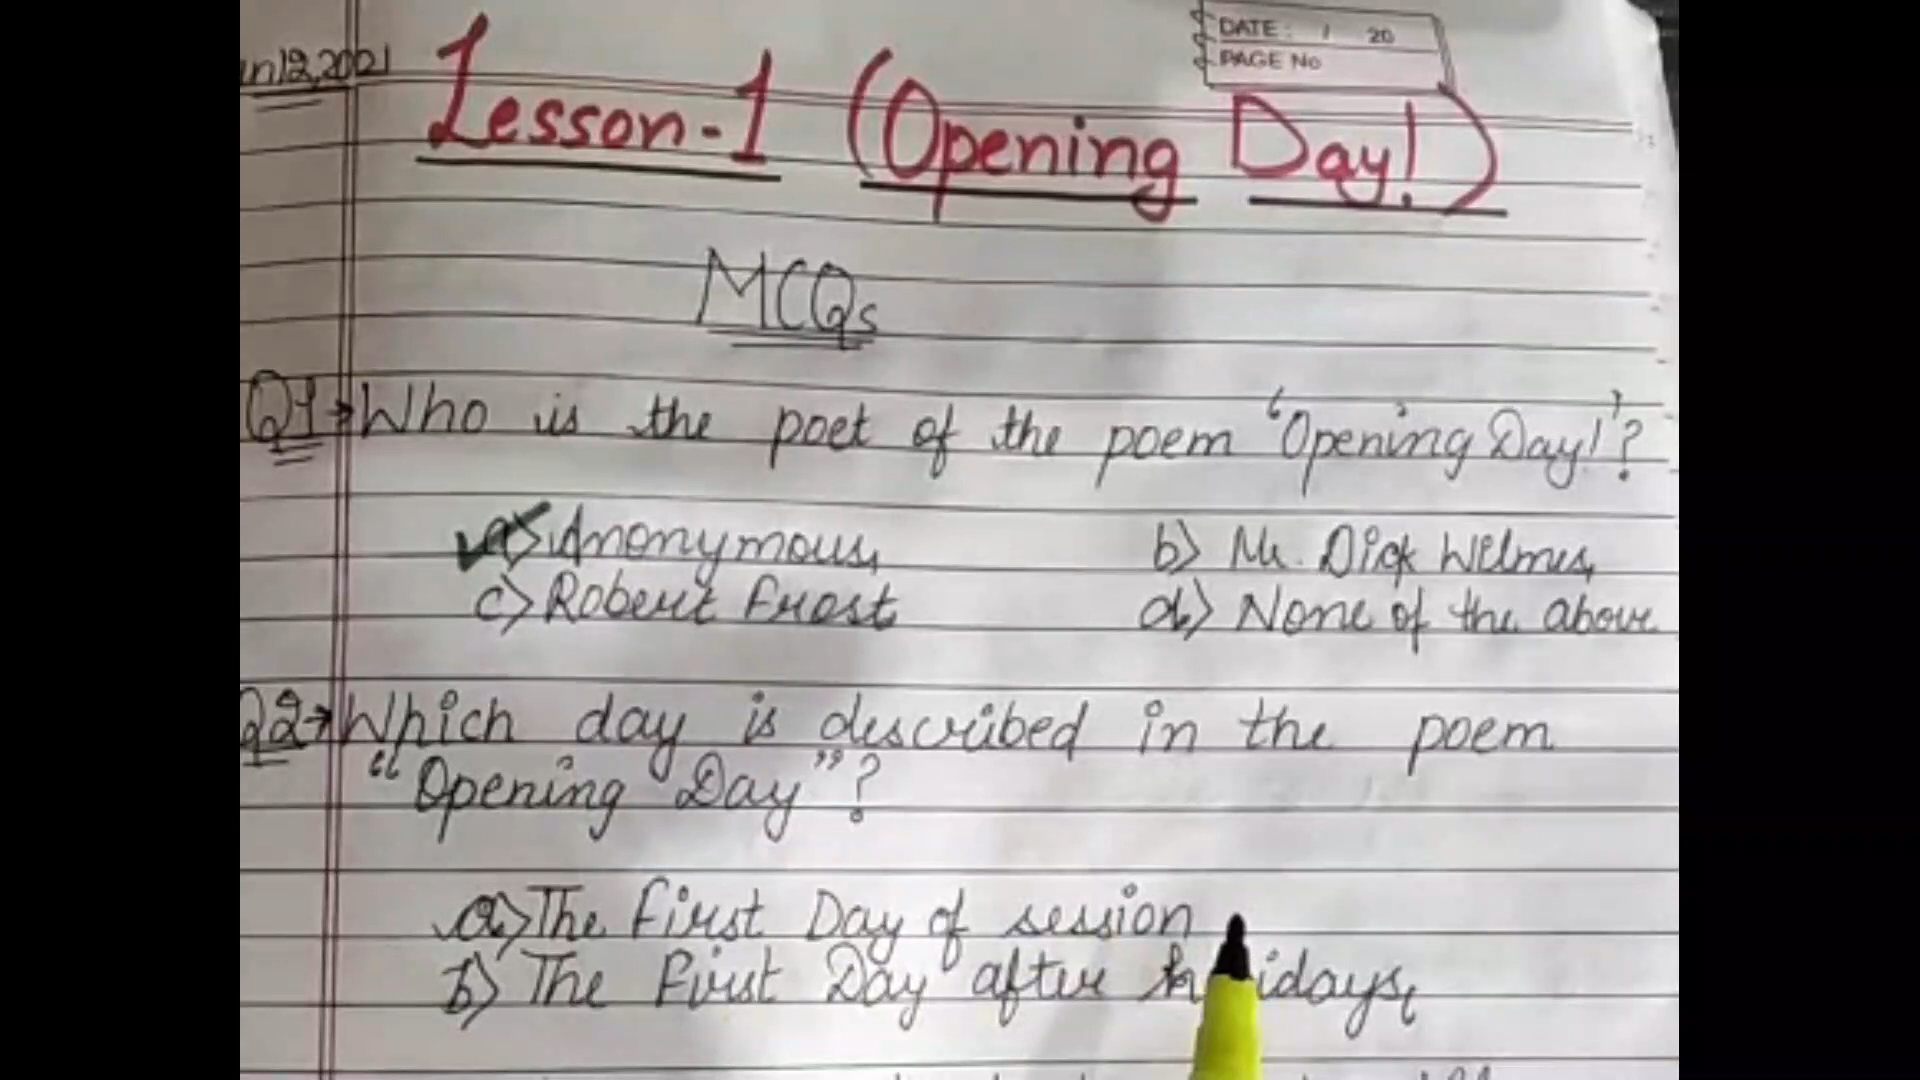 DATE: / 20
PAGE No
12, 2021
Lesson-1 (Opening Day!)
MCQs
Q1→ Who is the poet of the poem 'Opening Day!'?
a) Anonymous, b) Mr. Dick Wilmes,
c) Robert Frost d) None of the above
Q2→ Which day is described in the poem
"Opening Day"?
a) The First Day of session
b) The First Day after